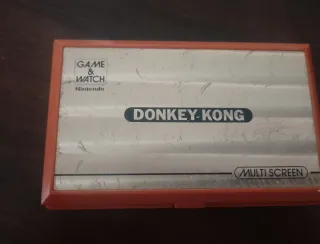 GAME
&
WATCH
Nintendo
DONKEY KONG
MULTI SCREEN